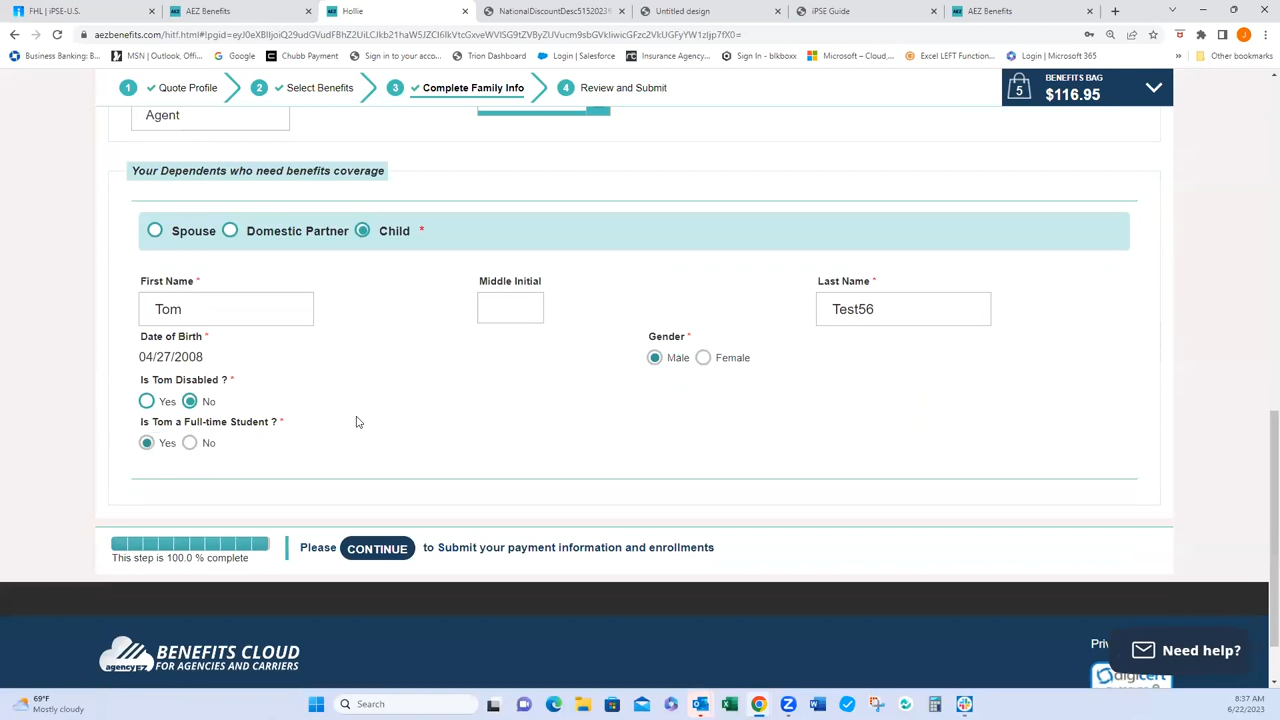 FHL | iPSE-U.S.
AEZ Benefits
Hollie
NationalDiscountDesc5152023
Untitled design
iPSE Guide
AEZ Benefits
Business Banking:
MSN | Outlook, Offi...
Google
Chubb Payment
Sign in to your acco...
Trion Dashboard
Login | Salesforce
Insurance Agency...
Sign In - blkboxx
Microsoft – Cloud,...
Excel LEFT Function...
Login | Microsoft 365
Other bookmarks
1 Quote Profile
2 Select Benefits
3 Complete Family Info
4 Review and Submit
5
BENEFITS BAG
$116.95
Agent
Your Dependents who need benefits coverage
Spouse Domestic Partner Child *
First Name * Middle Initial Last Name *
Tom Test56
Date of Birth * Gender *
04/27/2008 Male Female
Is Tom Disabled ? *
Yes No
Is Tom a Full-time Student ? *
Yes No
This step is 100.0 % complete
Please CONTINUE to Submit your payment information and enrollments
agencyEZ
BENEFITS CLOUD
FOR AGENCIES AND CARRIERS
Need help?
digicert
69°F
Mostly cloudy
Search
8:37 AM
6/22/2023